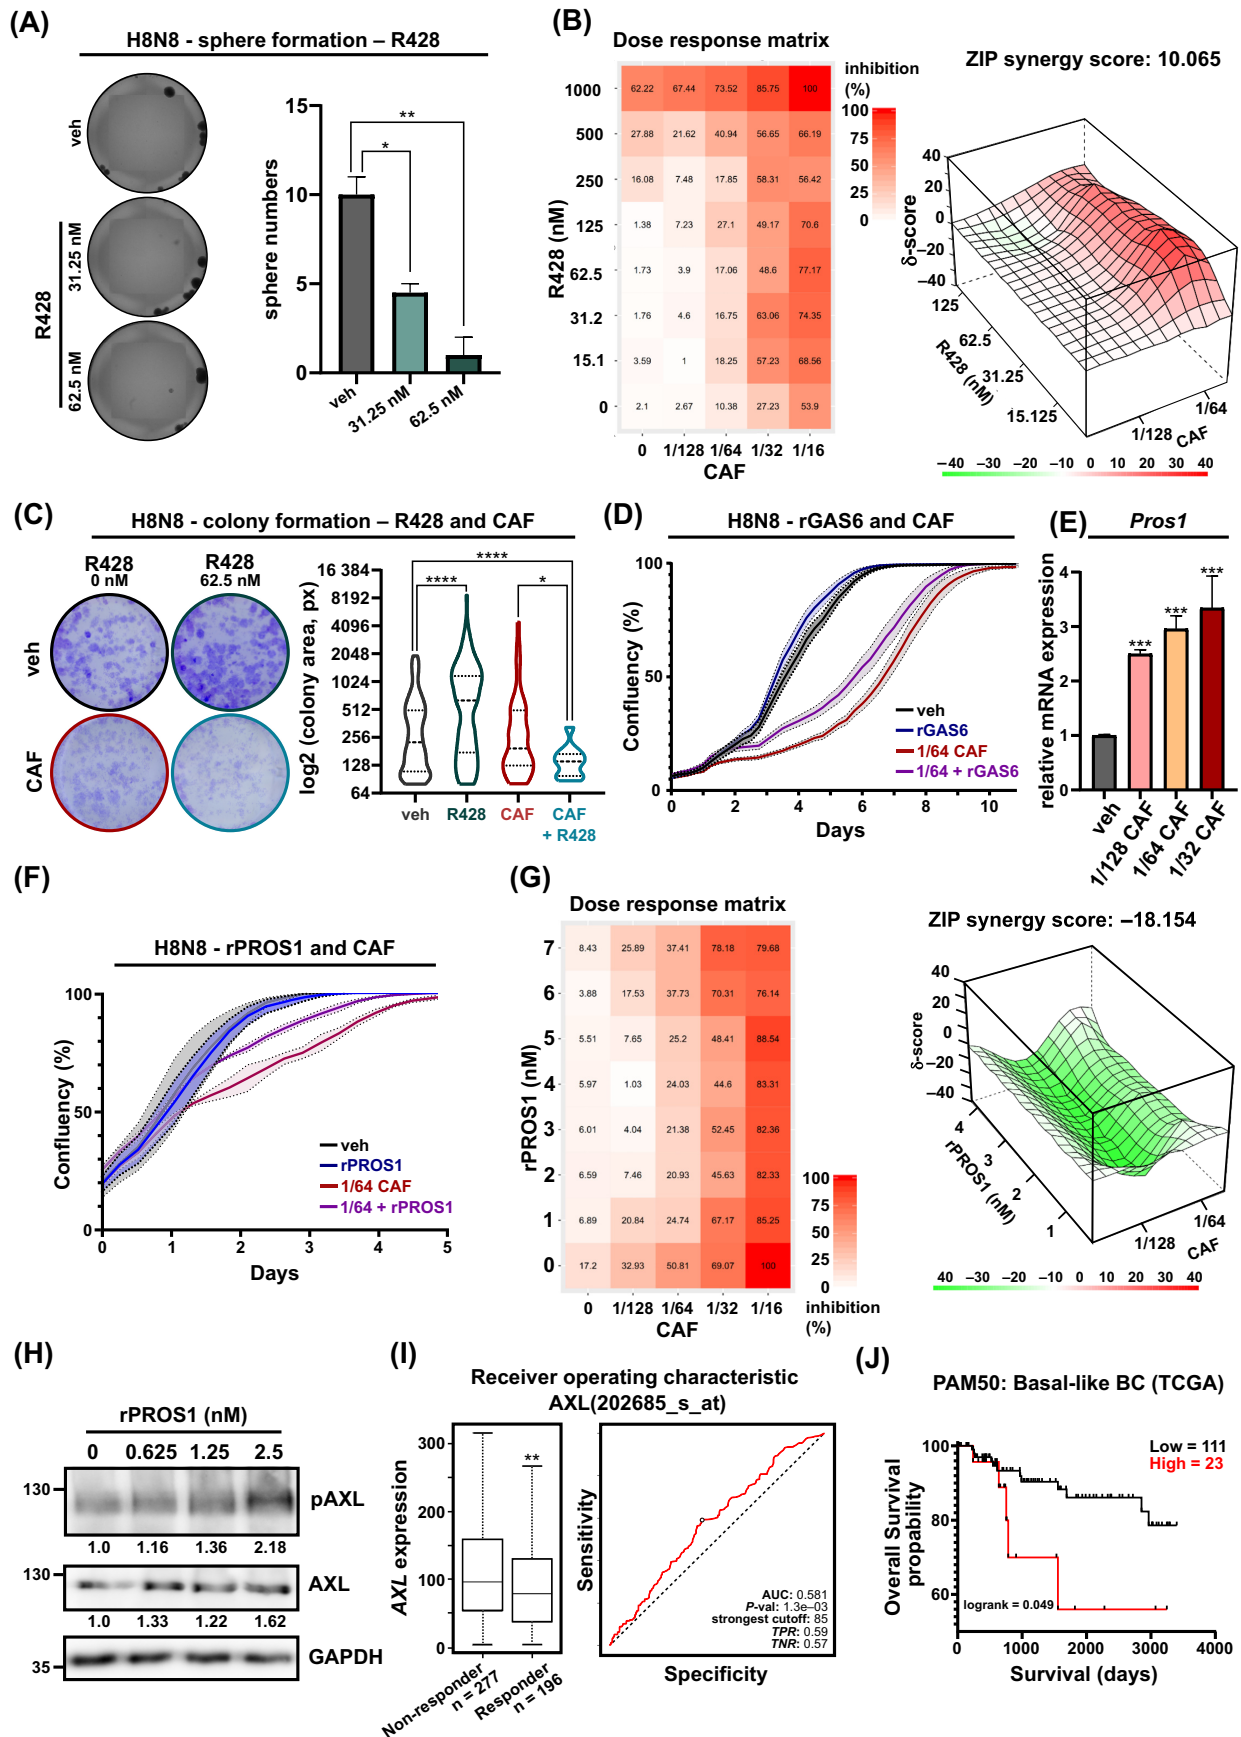 (A)
H8N8 - sphere formation – R428
veh
R428
31.25 nM
62.5 nM
sphere numbers
15
10
5
0
**
*
veh
31.25 nM
62.5 nM
(B)
Dose response matrix
R428 (nM)
1000 62.22 67.44 73.52 85.75 100
500 27.88 21.62 40.94 56.65 66.19
250 16.08 7.48 17.85 58.31 56.42
125 1.38 7.23 27.1 49.17 70.6
62.5 1.73 3.9 17.06 48.6 77.17
31.2 1.76 4.6 16.75 63.06 74.35
15.1 3.59 1 18.25 57.23 68.56
0 2.1 2.67 10.38 27.23 53.9
0 1/128 1/64 1/32 1/16
CAF
inhibition
(%)
100
75
50
25
0
ZIP synergy score: 10.065
δ-score
40
20
0
−20
−40
125
62.5
31.25
15.125
R428 (nM)
1/128
1/64
CAF
−40 −30 −20 −10 0 10 20 30 40
(C)
H8N8 - colony formation – R428 and CAF
R428
0 nM
R428
62.5 nM
veh
CAF
log2 (colony area, px)
16 384
8192
4096
2048
1024
512
256
128
64
****
****
*
veh R428 CAF CAF
+ R428
(D)
H8N8 - rGAS6 and CAF
Confluency (%)
100
50
0
0 2 4 6 8 10
Days
veh
rGAS6
1/64 CAF
1/64 + rGAS6
(E)
Pros1
relative mRNA expression
4
3
2
1
0
***
***
***
veh
1/128 CAF
1/64 CAF
1/32 CAF
(F)
H8N8 - rPROS1 and CAF
Confluency (%)
100
50
0
0 1 2 3 4 5
Days
veh
rPROS1
1/64 CAF
1/64 + rPROS1
(G)
Dose response matrix
rPROS1 (nM)
7 8.43 25.89 37.41 78.18 79.68
6 3.88 17.53 37.73 70.31 76.14
5 5.51 7.65 25.2 48.41 88.54
4 5.97 1.03 24.03 44.6 83.31
3 6.01 4.04 21.38 52.45 82.36
2 6.59 7.46 20.93 45.63 82.33
1 6.89 20.84 24.74 67.17 85.25
0 17.2 32.93 50.81 69.07 100
0 1/128 1/64 1/32 1/16
CAF
100
75
50
25
0
inhibition
(%)
ZIP synergy score: −18.154
δ-score
40
20
0
−20
−40
4
3
2
1
rPROS1 (nM)
1/128
1/64
CAF
40 −30 −20 −10 0 10 20 30 40
(H)
rPROS1 (nM)
0 0.625 1.25 2.5
130
pAXL
1.0 1.16 1.36 2.18
130
AXL
1.0 1.33 1.22 1.62
35
GAPDH
(I)
Receiver operating characteristic
AXL(202685_s_at)
AXL expression
300
200
100
0
**
Non-responder
n = 277
Responder
n = 196
Sensitivity
AUC: 0.581
P-val: 1.3e−03
strongest cutoff: 85
TPR: 0.59
TNR: 0.57
Specificity
(J)
PAM50: Basal-like BC (TCGA)
Overall Survival
propability
100
80
60
Low = 111
High = 23
logrank = 0.049
0 1000 2000 3000 4000
Survival (days)